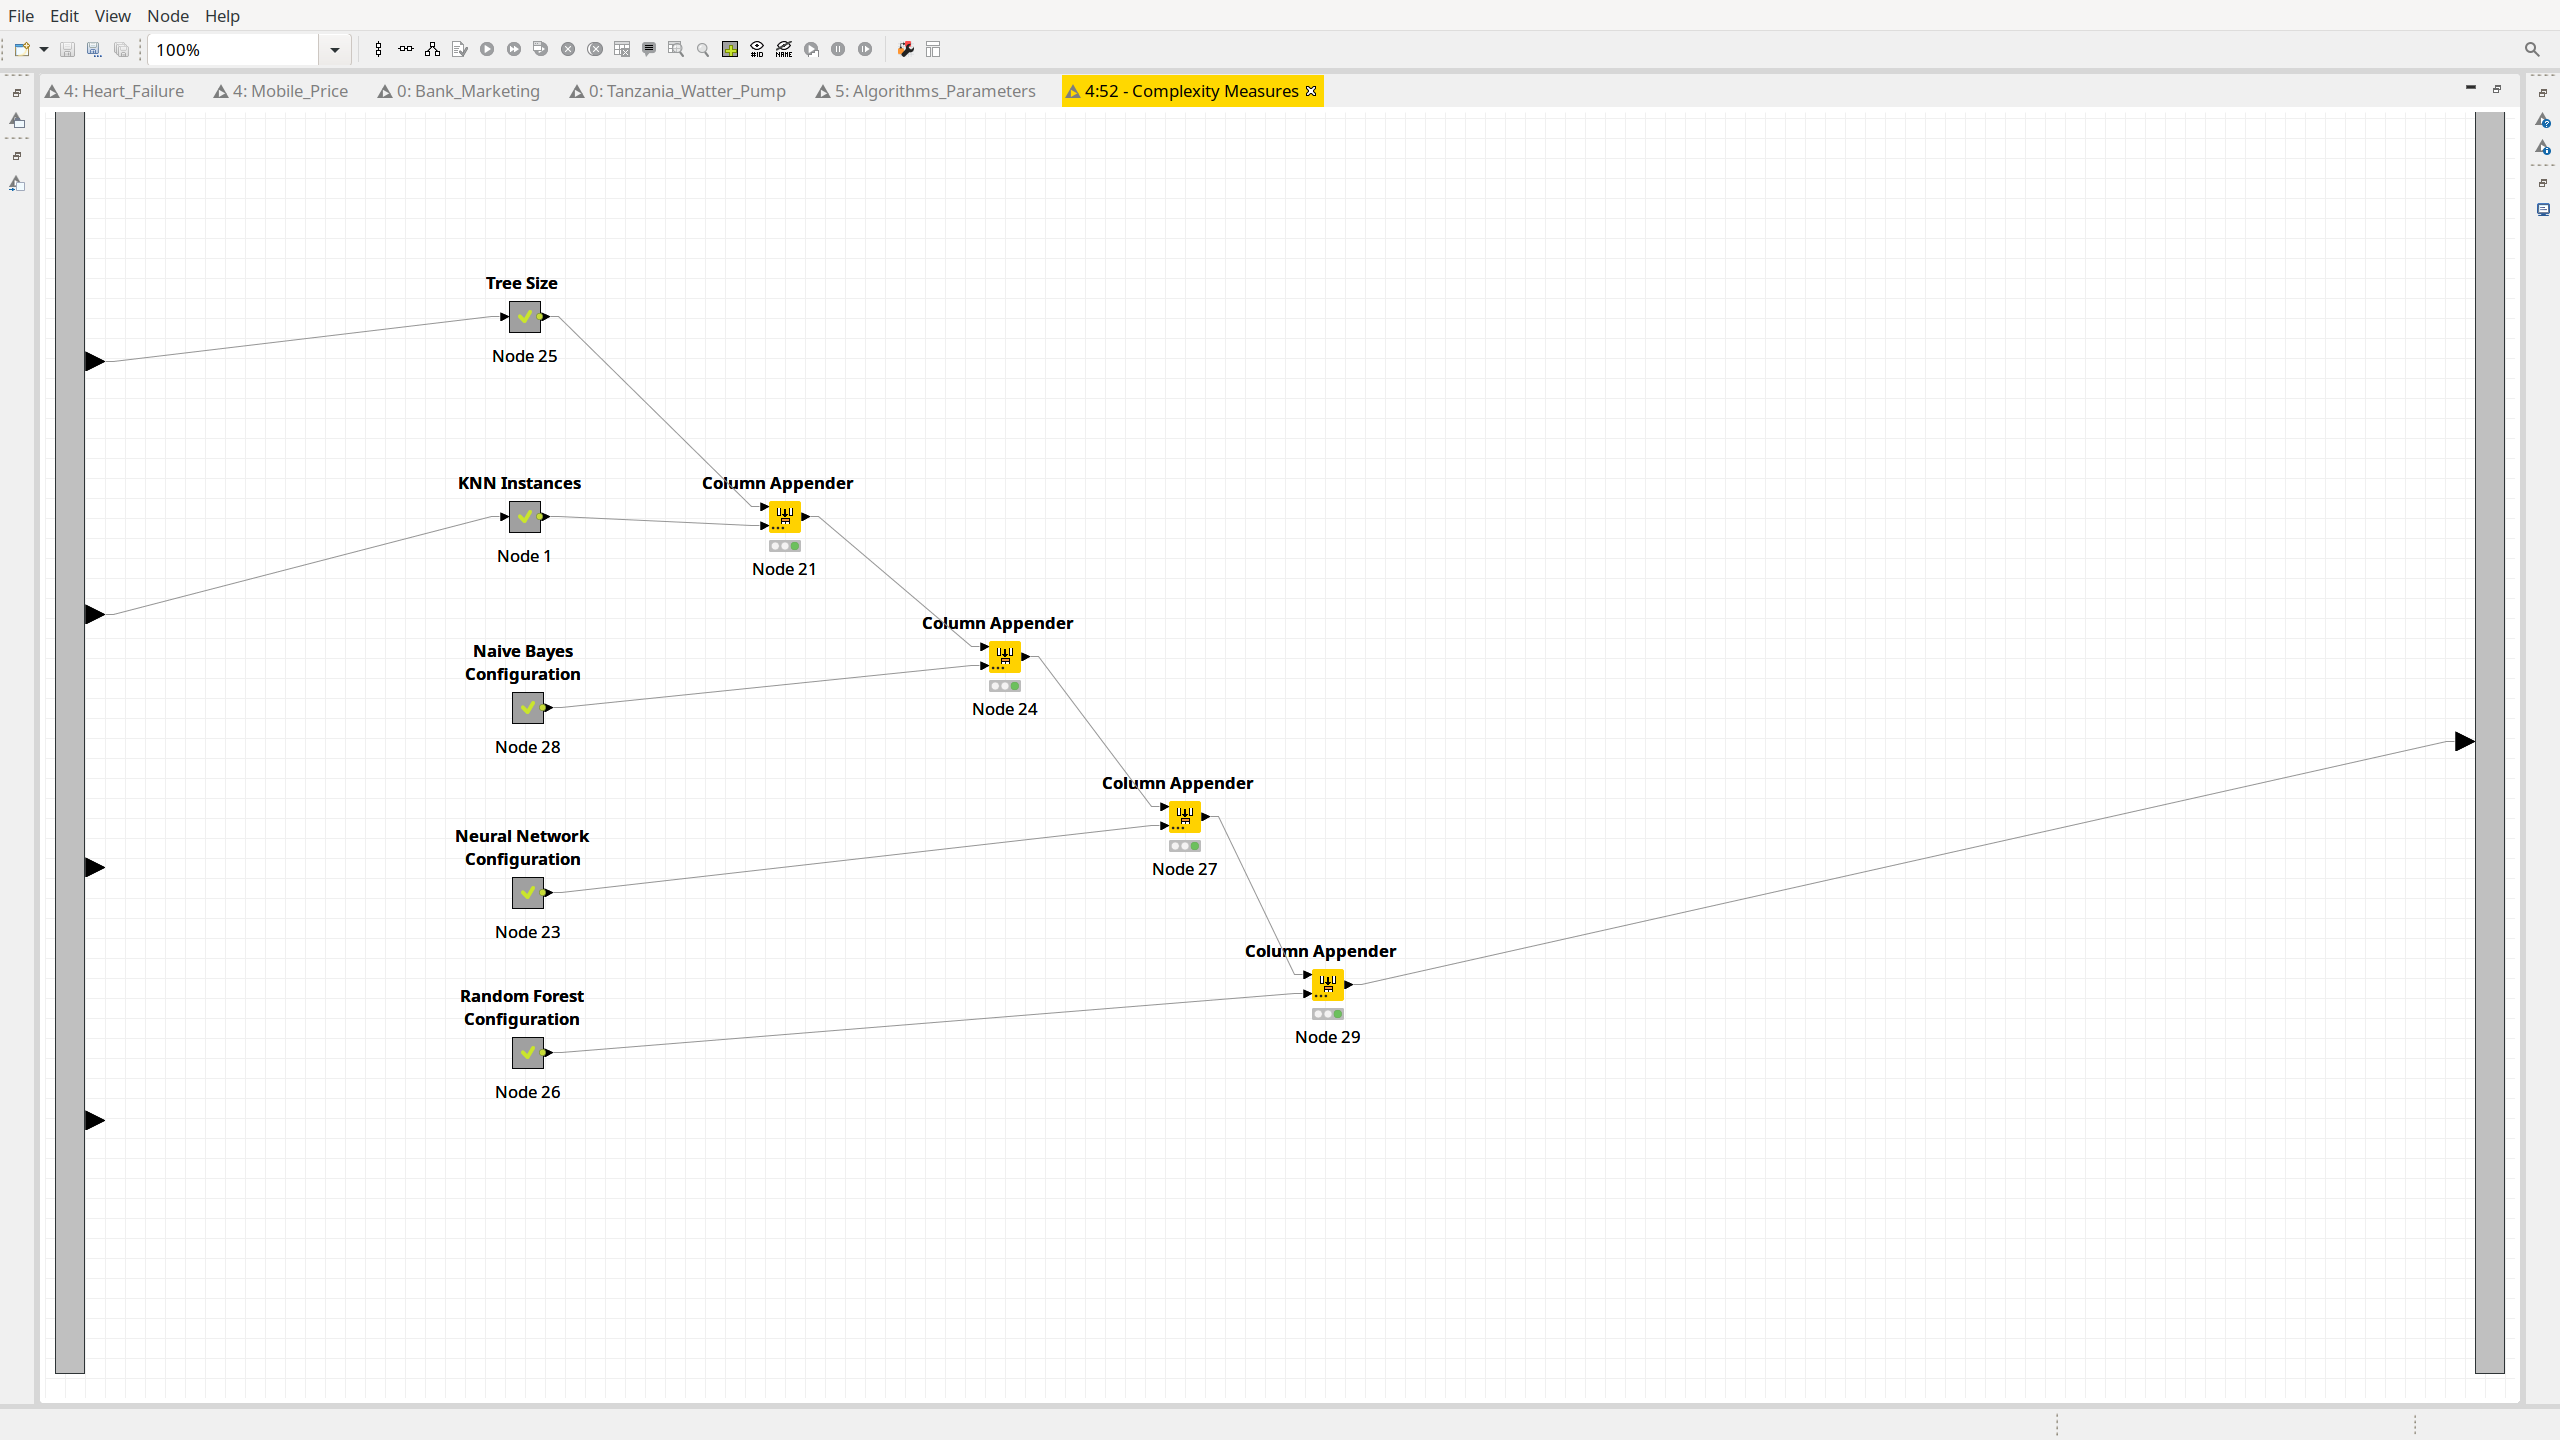 File Edit View Node Help
100%
#ID NAME
4: Heart_Failure 4: Mobile_Price 0: Bank_Marketing 0: Tanzania_Watter_Pump 5: Algorithms_Parameters 4:52 - Complexity Measures
Tree Size
Node 25
KNN Instances
Node 1
Column Appender
Node 21
Column Appender
Node 24
Naive Bayes
Configuration
Node 28
Column Appender
Node 27
Neural Network
Configuration
Node 23
Column Appender
Node 29
Random Forest
Configuration
Node 26